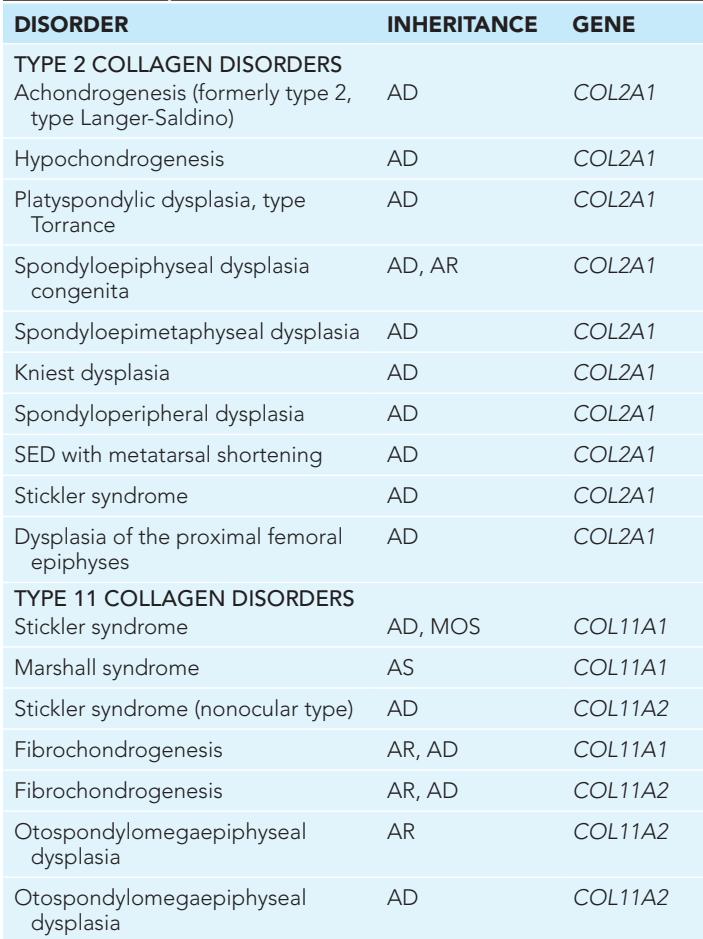 DISORDER INHERITANCE GENE
TYPE 2 COLLAGEN DISORDERS
Achondrogenesis (formerly type 2, AD COL2A1
type Langer-Saldino)
Hypochondrogenesis AD COL2A1
Platyspondylic dysplasia, type AD COL2A1
Torrance
Spondyloepiphyseal dysplasia AD, AR COL2A1
congenita
Spondyloepimetaphyseal dysplasia AD COL2A1
Kniest dysplasia AD COL2A1
Spondyloperipheral dysplasia AD COL2A1
SED with metatarsal shortening AD COL2A1
Stickler syndrome AD COL2A1
Dysplasia of the proximal femoral AD COL2A1
epiphyses
TYPE 11 COLLAGEN DISORDERS
Stickler syndrome AD, MOS COL11A1
Marshall syndrome AS COL11A1
Stickler syndrome (nonocular type) AD COL11A2
Fibrochondrogenesis AR, AD COL11A1
Fibrochondrogenesis AR, AD COL11A2
Otospondylomegaepiphyseal AR COL11A2
dysplasia
Otospondylomegaepiphyseal AD COL11A2
dysplasia